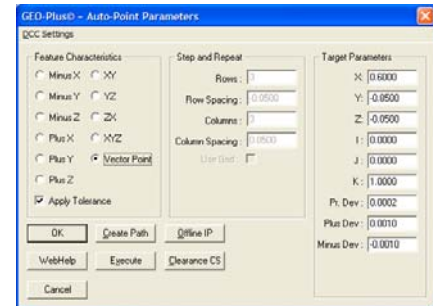 GEO-Plus© – Auto-Point Parameters
DCC Settings
Feature Characteristics
Minus X
XY
Minus Y
YZ
Minus Z
ZX
Plus X
XYZ
Plus Y
Vector Point
Plus Z
Apply Tolerance
Step and Repeat
Rows : 3
Row Spacing : -0.0500
Columns : 3
Column Spacing : 0.0500
Use Grid :
Target Parameters
X: 0.6000
Y: -0.8500
Z: -0.0500
I : 0.0000
J : 0.0000
K : 1.0000
Pr. Dev : 0.0002
Plus Dev : 0.0010
Minus Dev : -0.0010
OK
Create Path
Offline IP
WebHelp
Execute
Clearance CS
Cancel